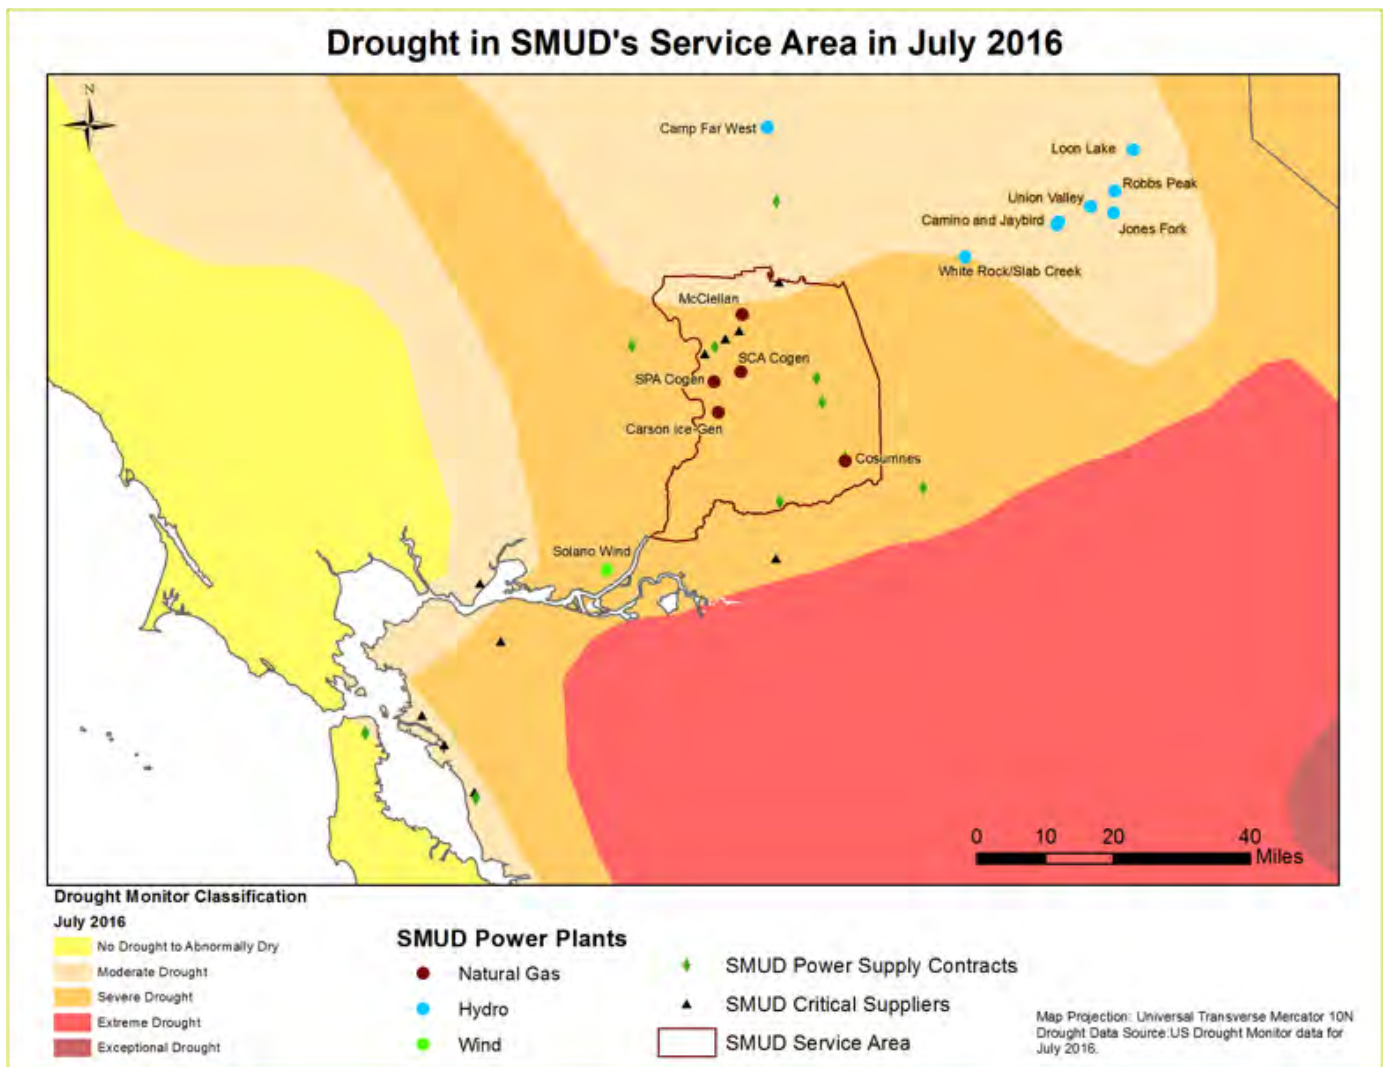 Drought in SMUD's Service Area in July 2016
N
Camp Far West
Loon Lake
Robbs Peak
Union Valley
Camino and Jaybird
Jones Fork
White Rock/Slab Creek
McClellan
SCA Cogen
SPA Cogen
Carson Ice-Gen
Cosumnes
Solano Wind
0 10 20 40
Miles
Drought Monitor Classification
July 2016
No Drought to Abnormally Dry
Moderate Drought
Severe Drought
Extreme Drought
Exceptional Drought
SMUD Power Plants
Natural Gas
Hydro
Wind
SMUD Power Supply Contracts
SMUD Critical Suppliers
SMUD Service Area
Map Projection: Universal Transverse Mercator 10N
Drought Data Source:US Drought Monitor data for
July 2016.